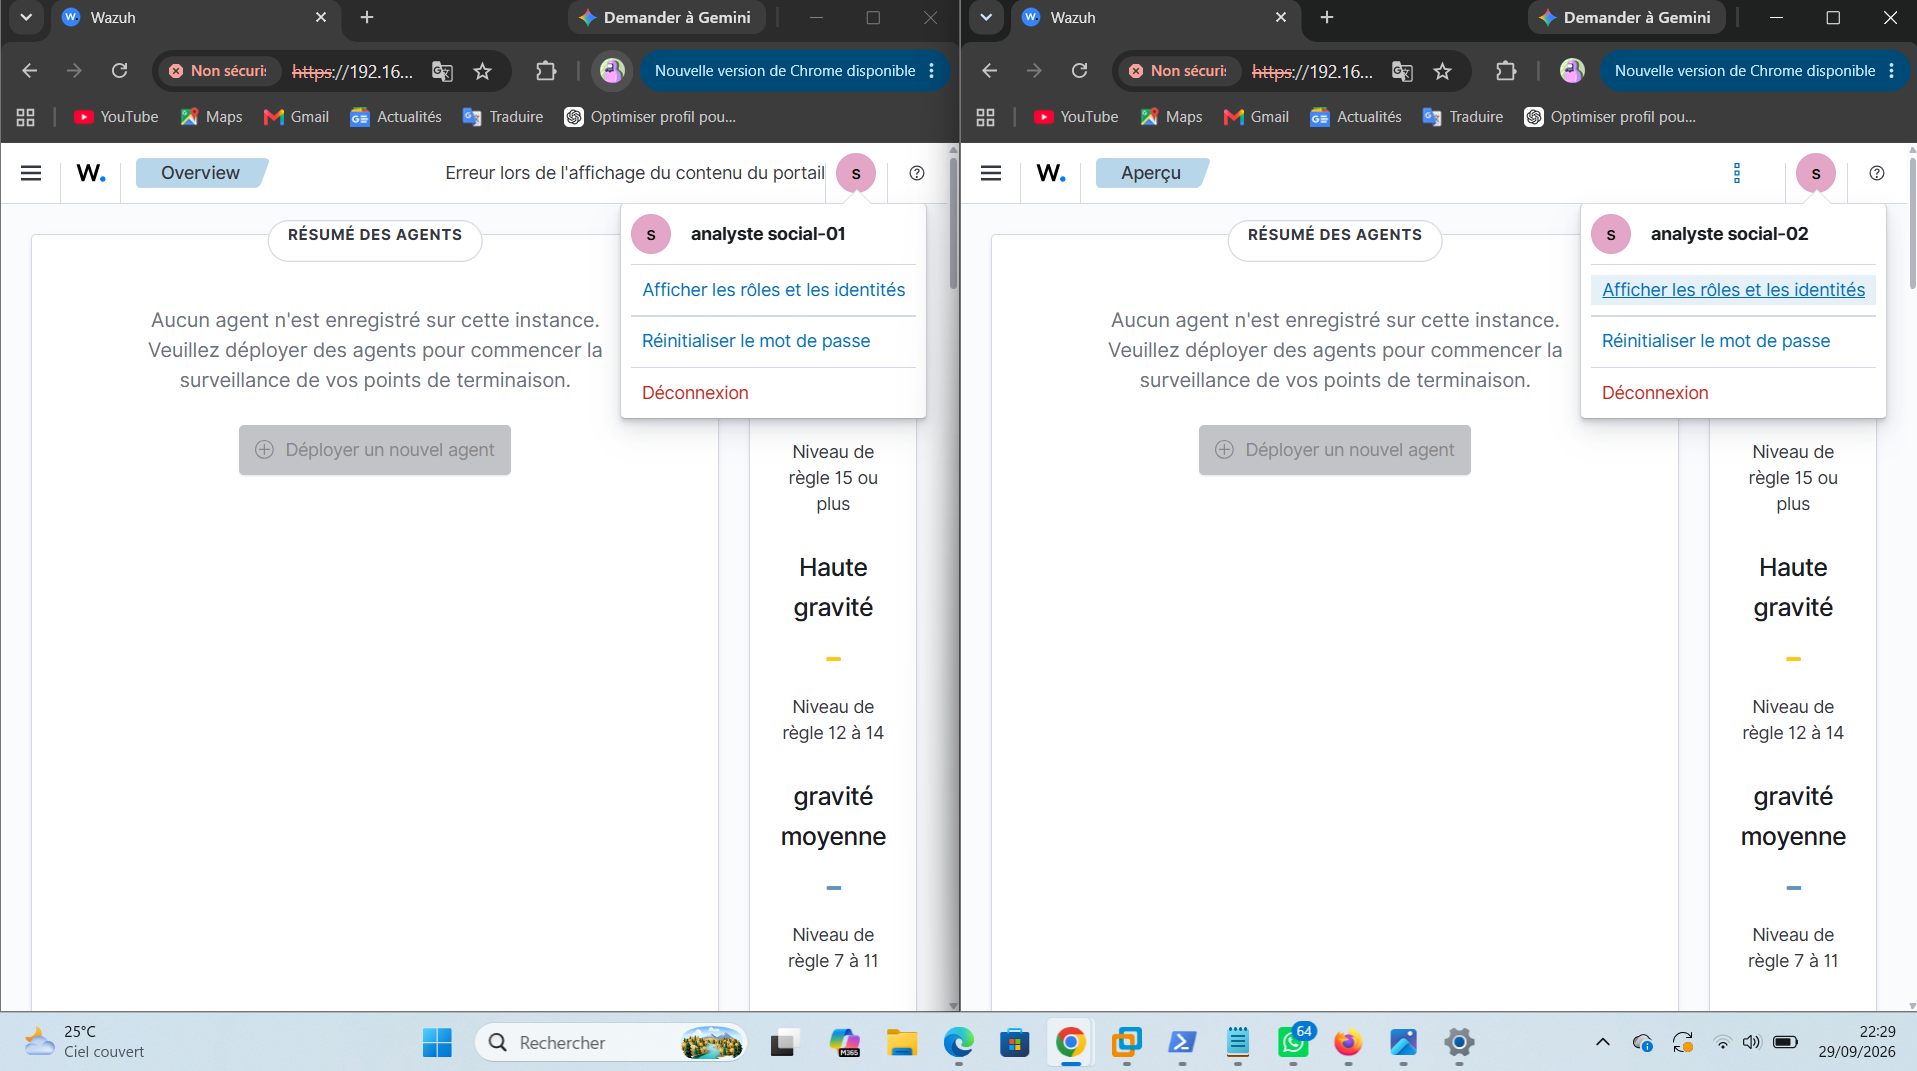 Wazuh
Demander à Gemini
Non sécuri
https://192.16...
Nouvelle version de Chrome disponible
YouTube
Maps
Gmail
Actualités
Traduire
Optimiser profil pou...
W.
Overview
Erreur lors de l'affichage du contenu du portail
s
RÉSUMÉ DES AGENTS
s
analyste social-01
Afficher les rôles et les identités
Réinitialiser le mot de passe
Déconnexion
Aucun agent n'est enregistré sur cette instance.
Veuillez déployer des agents pour commencer la
surveillance de vos points de terminaison.
Déployer un nouvel agent
Niveau de
règle 15 ou
plus
Haute
gravité
Niveau de
règle 12 à 14
gravité
moyenne
Niveau de
règle 7 à 11
Wazuh
Demander à Gemini
Non sécuri
https://192.16...
Nouvelle version de Chrome disponible
YouTube
Maps
Gmail
Actualités
Traduire
Optimiser profil pou...
W.
Aperçu
s
RÉSUMÉ DES AGENTS
s
analyste social-02
Afficher les rôles et les identités
Réinitialiser le mot de passe
Déconnexion
Aucun agent n'est enregistré sur cette instance.
Veuillez déployer des agents pour commencer la
surveillance de vos points de terminaison.
Déployer un nouvel agent
Niveau de
règle 15 ou
plus
Haute
gravité
Niveau de
règle 12 à 14
gravité
moyenne
Niveau de
règle 7 à 11
25°C
Ciel couvert
Rechercher
M365
64
22:29
29/09/2026